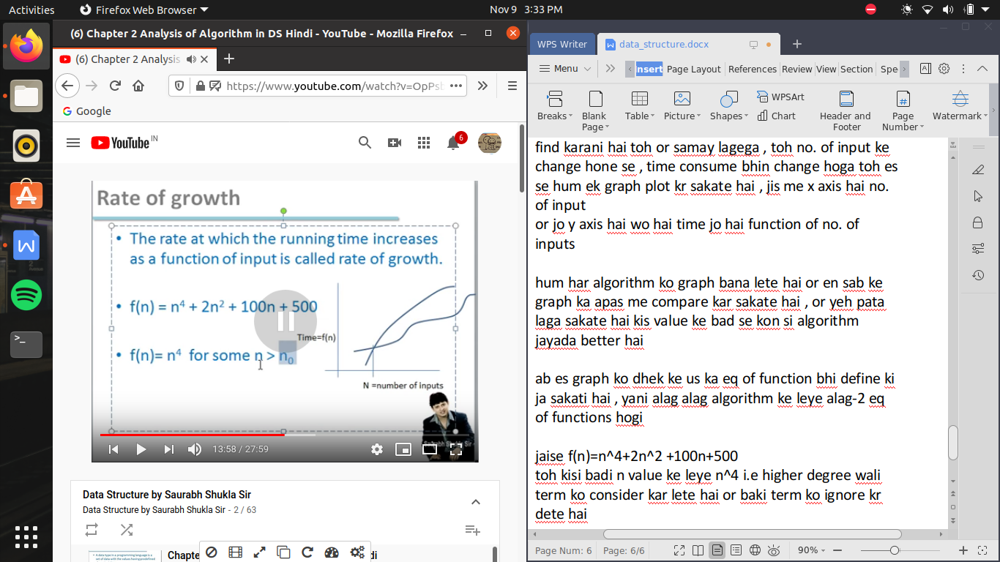 Activities
Firefox Web Browser
Nov 9 3:33 PM
(6) Chapter 2 Analysis of Algorithm in DS Hindi - YouTube - Mozilla Firefox
(6) Chapter 2 Analysis
https://www.youtube.com/watch?v=OpPs
Google
YouTube IN
6
Rate of growth
• The rate at which the running time increases
as a function of input is called rate of growth.
• f(n) = n⁴ + 2n² + 100n + 500
Time=f(n)
• f(n)= n⁴ for some n > n₀
N =number of inputs
13:58 / 27:59
Data Structure by Saurabh Shukla Sir
Data Structure by Saurabh Shukla Sir - 2 / 63
Chapte
di
WPS Writer
data_structure.docx
Menu
Insert Page Layout References Review View Section Spe
Breaks
Blank Page
Table
Picture
Shapes
WPSArt
Chart
Header and Footer
Page Number
Watermark
find karani hai toh or samay lagega , toh no. of input ke
change hone se , time consume bhin change hoga toh es
se hum ek graph plot kr sakate hai , jis me x axis hai no.
of input
or jo y axis hai wo hai time jo hai function of no. of
inputs
hum har algorithm ko graph bana lete hai or en sab ke
graph ka apas me compare kar sakate hai , or yeh pata
laga sakate hai kis value ke bad se kon si algorithm
jayada better hai
ab es graph ko dhek ke us ka eq of function bhi define ki
ja sakati hai , yani alag alag algorithm ke leye alag-2 eq
of functions hogi
jaise f(n)=n^4+2n^2 +100n+500
toh kisi badi n value ke leye n^4 i.e higher degree wali
term ko consider kar lete hai or baki term ko ignore kr
dete hai
Page Num: 6
Page: 6/6
90%